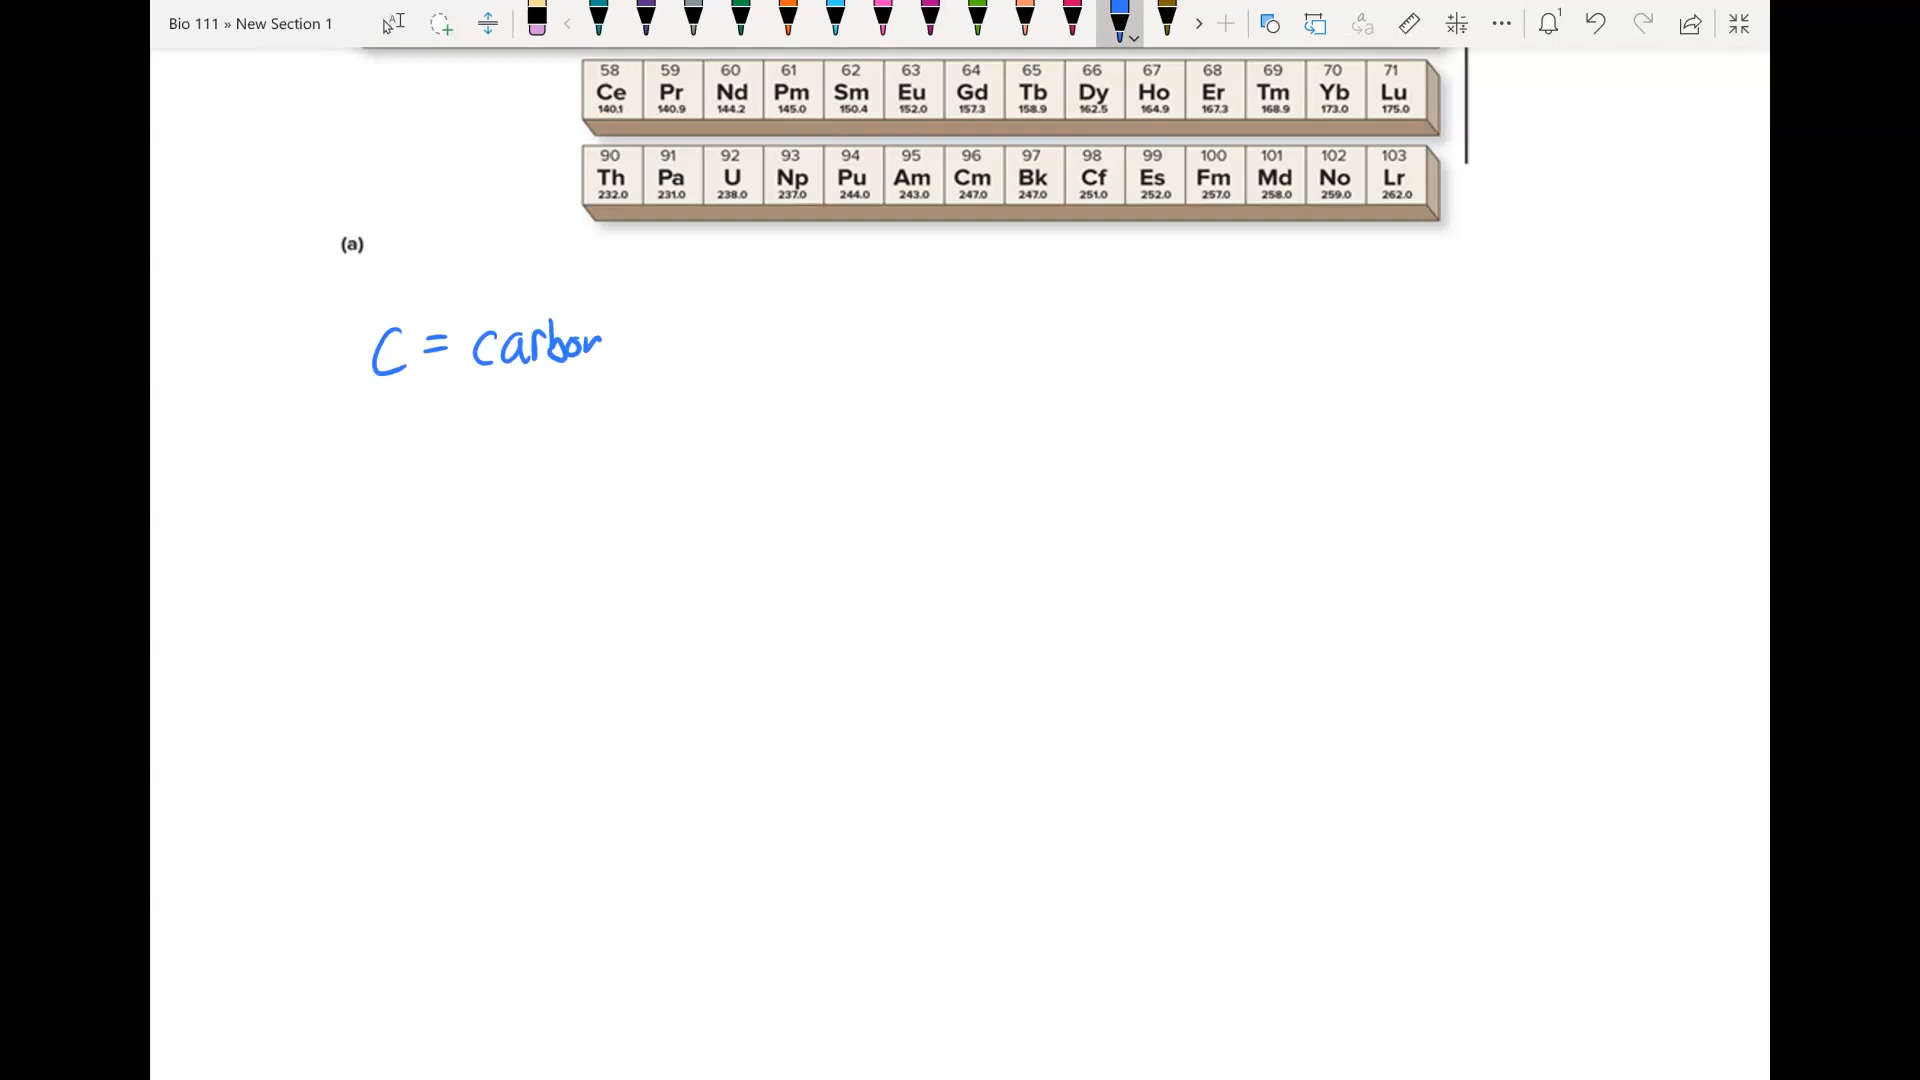 Bio 111 » New Section 1
1
58 59 60 61 62 63 64 65 66 67 68 69 70 71
Ce Pr Nd Pm Sm Eu Gd Tb Dy Ho Er Tm Yb Lu
140.1 140.9 144.2 145.0 150.4 152.0 157.3 158.9 162.5 164.9 167.3 168.9 173.0 175.0
90 91 92 93 94 95 96 97 98 99 100 101 102 103
Th Pa U Np Pu Am Cm Bk Cf Es Fm Md No Lr
232.0 231.0 238.0 237.0 244.0 243.0 247.0 247.0 251.0 252.0 257.0 258.0 259.0 262.0
(a)
C = carbor